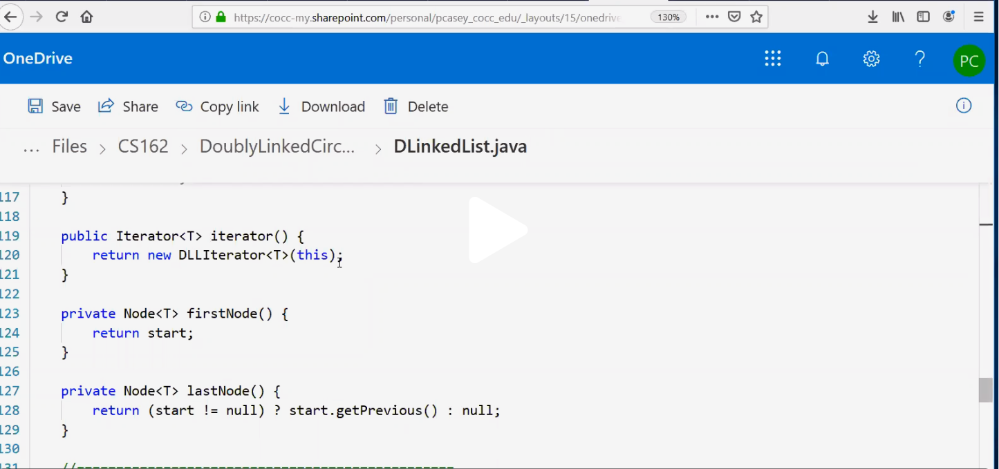 https://cocc-my.sharepoint.com/personal/pcasey_cocc_edu/_layouts/15/onedrive 130%
OneDrive PC
Save Share Copy link Download Delete
... Files > CS162 > DoublyLinkedCirc... > DLinkedList.java
117 }
118
119 public Iterator<T> iterator() {
120 return new DLLIterator<T>(this);
121 }
122
123 private Node<T> firstNode() {
124 return start;
125 }
126
127 private Node<T> lastNode() {
128 return (start != null) ? start.getPrevious() : null;
129 }
130